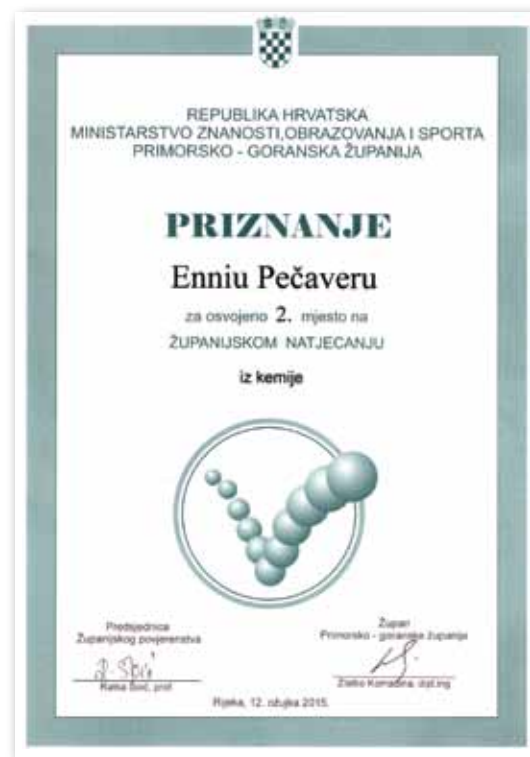 REPUBLIKA HRVATSKA
MINISTARSTVO ZNANOSTI,OBRAZOVANJA I SPORTA
PRIMORSKO - GORANSKA ŽUPANIJA
PRIZNANJE
Enniu Pečaveru
za osvojeno 2. mjesto na
ŽUPANIJSKOM NATJECANJU
iz kemije
Predsjednica
Županijskog povjerenstva
prof.
Župan
Primorsko - goranske županije
Zlatko Komadina, dipl.ing
Rijeka, 12. ožujka 2015.